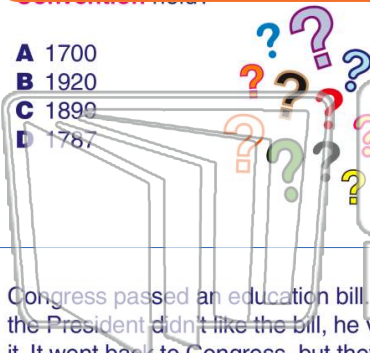 Convention held?
A 1700
B 1920
C 1899
D 1787
Congress passed an education bill.
the President didn't like the bill, he v
it. It went back to Congress, but the